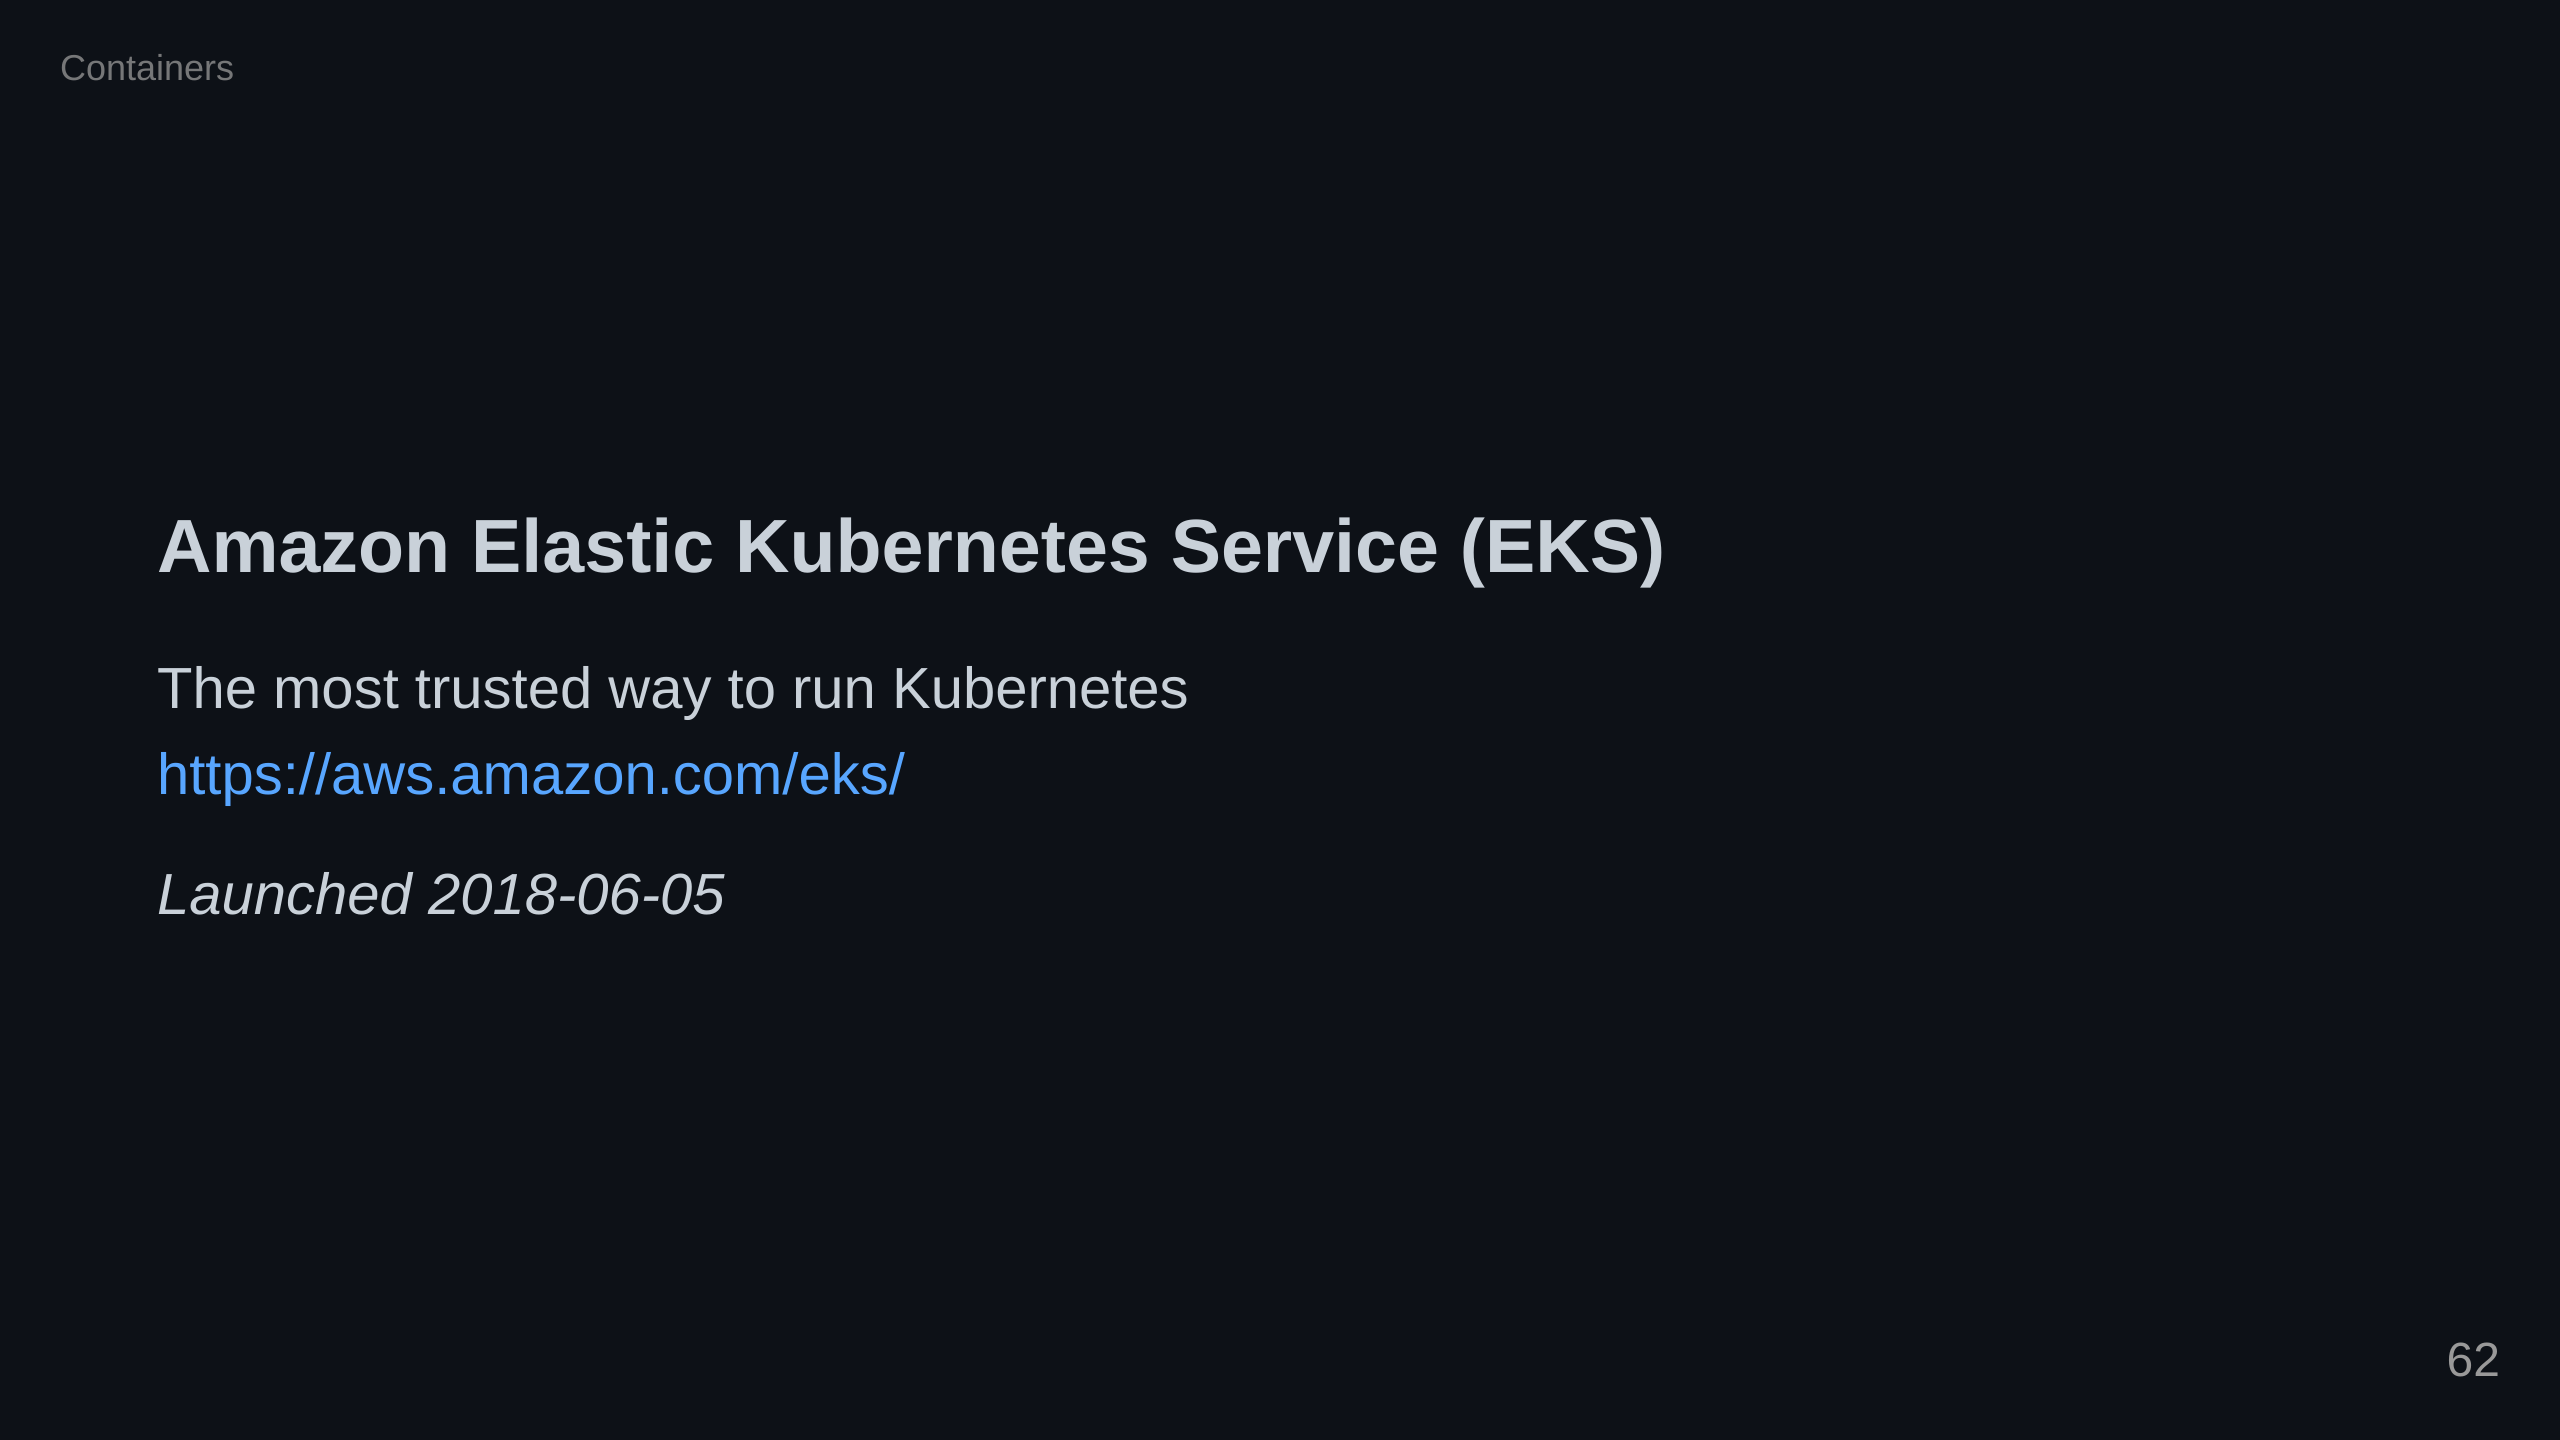 Containers
Amazon Elastic Kubernetes Service (EKS)
The most trusted way to run Kubernetes
https://aws.amazon.com/eks/
Launched 2018-06-05
62